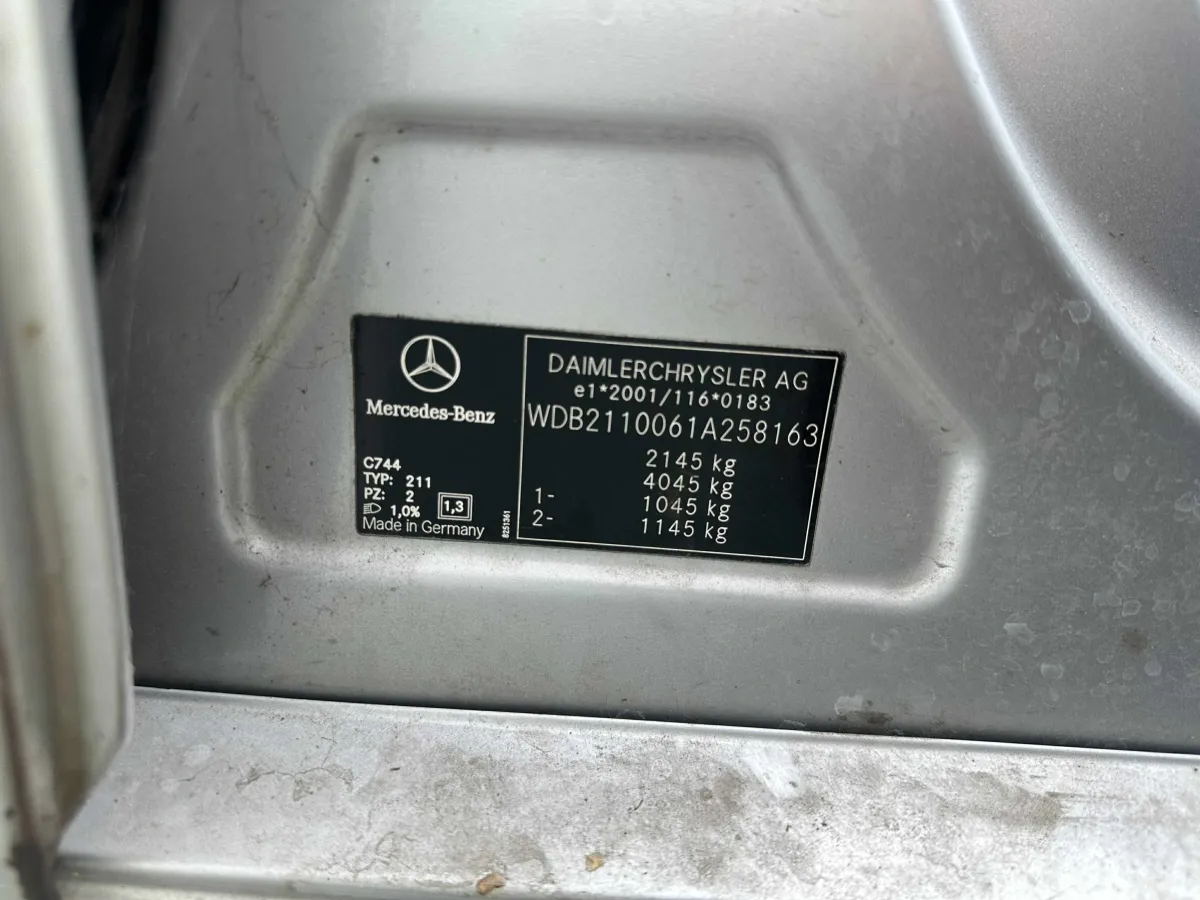 Mercedes-Benz
C744
TYP: 211
PZ: 2
1,0% 1,3
Made in Germany
8251361
DAIMLERCHRYSLER AG
e1*2001/116*0183
WDB2110061A258163
2145 kg
4045 kg
1- 1045 kg
2- 1145 kg